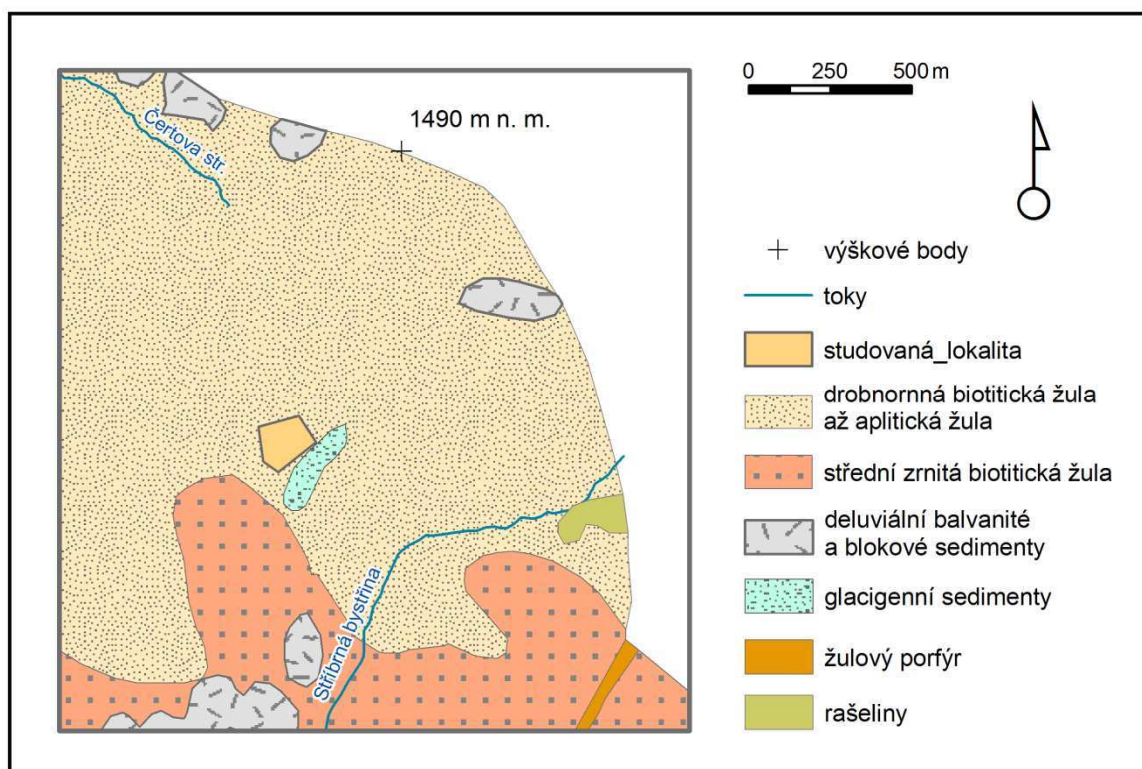 0 250 500 m
1490 m n. m.
Čertova str.
výškové body
toky
studovaná_lokalita
drobnornná biotitická žula
až aplitická žula
střední zrnitá biotitická žula
deluviální balvanité
a blokové sedimenty
glacigenní sedimenty
Stříbrná bystřina
žulový porfýr
rašeliny